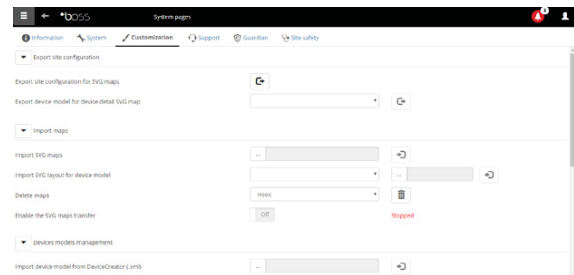 boss System pages
Information System Customization Support Guardian Site safety
Export site configuration
Export site configuration for SVG maps
Export device model for device detail SVG map
Import maps
Import SVG maps ...
Import SVG layout for device model ...
Delete maps
Enable the SVG maps transfer Off Stopped
Devices models management
Import device model from DeviceCreator (.xml) ...